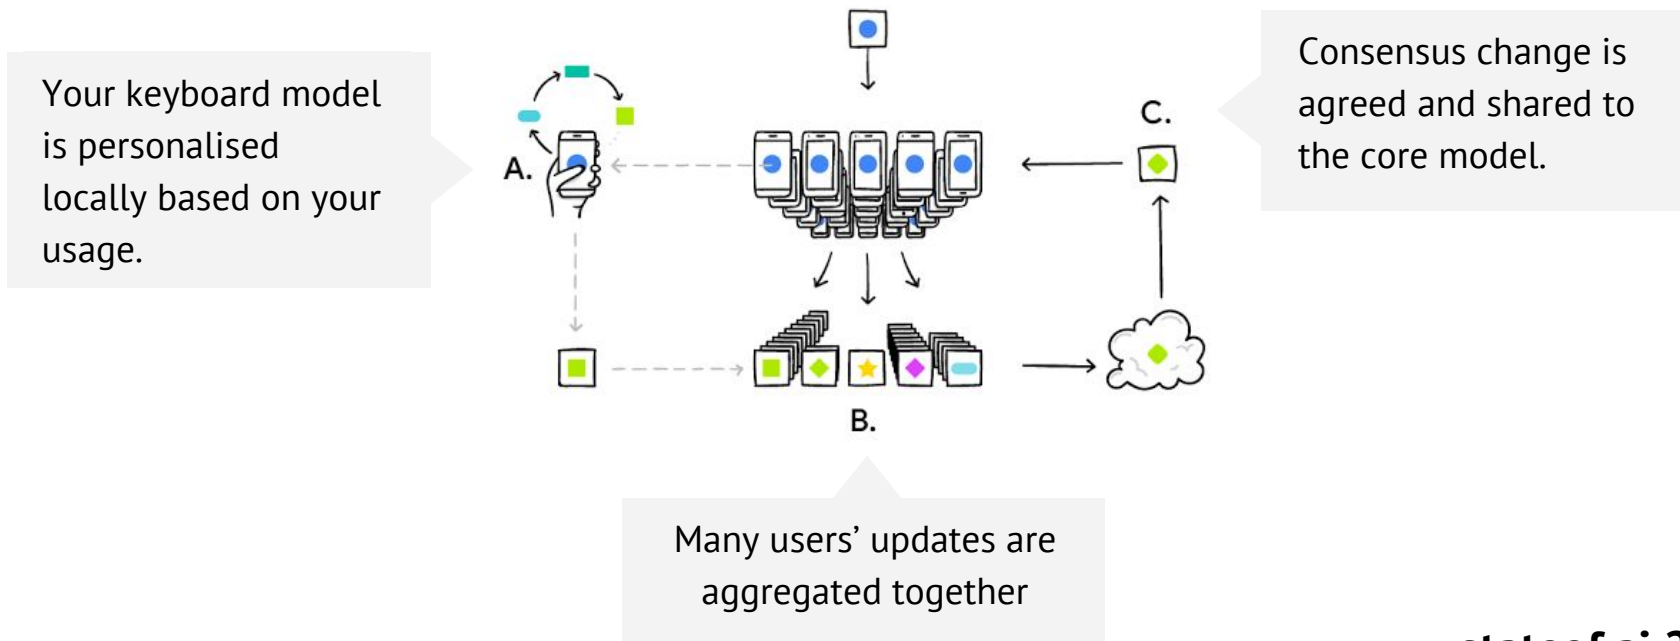 Your keyboard model
is personalised
locally based on your
usage.
A.
C.
Consensus change is
agreed and shared to
the core model.
B.
Many users’ updates are
aggregated together